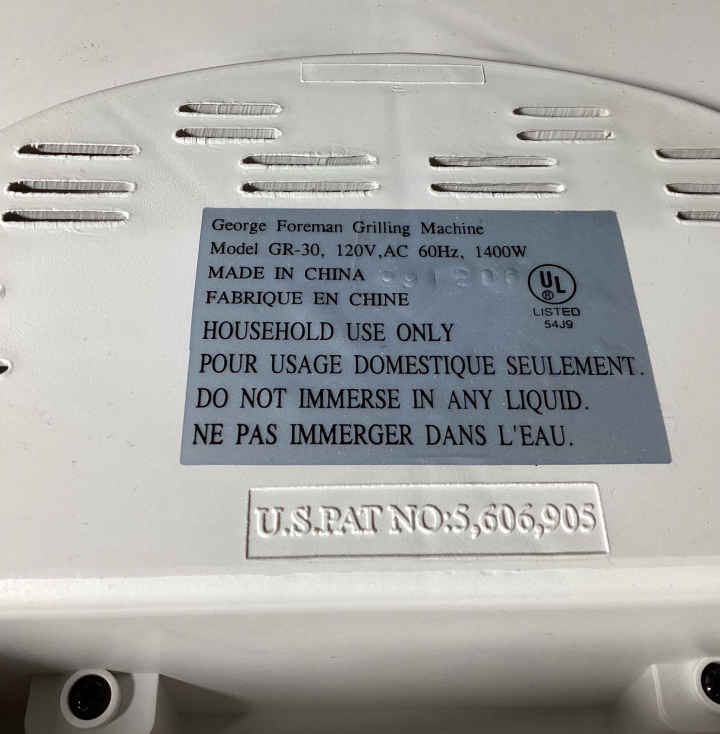 George Foreman Grilling Machine
Model GR-30, 120V,AC 60Hz, 1400W
MADE IN CHINA
FABRIQUE EN CHINE
UL
®
LISTED
54J9
HOUSEHOLD USE ONLY
POUR USAGE DOMESTIQUE SEULEMENT.
DO NOT IMMERSE IN ANY LIQUID.
NE PAS IMMERGER DANS L'EAU.
U.S.PAT NO:5,606,905